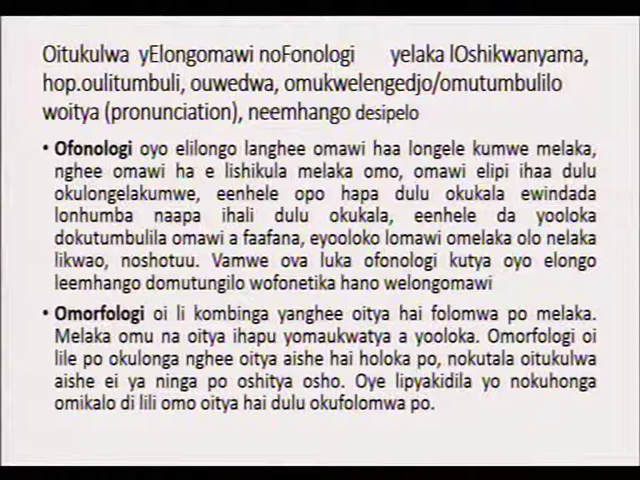 Oitukulwa yElongomawi noFonologi yelaka lOshikwanyama,
hop.oulitumbuli, ouwedwa, omukwelengedjo/omutumbulilo
woitya (pronunciation), neemhango desipelo
• Ofonologi oyo elilongo langhee omawi haa longele kumwe melaka,
nghee omawi ha e lishikula melaka omo, omawi elipi ihaa dulu
okulongelakumwe, eenhele opo hapa dulu okukala ewindada
lonhumba naapa ihali dulu okukala, eenhele da yooloka
dokutumbulila omawi a faafana, eyooloko lomawi omelaka olo nelaka
likwao, noshotuu. Vamwe ova luka ofonologi kutya oyo elongo
leemhango domutungilo wofonetika hano welongomawi
• Omorfologi oi li kombinga yanghee oitya hai folomwa po melaka.
Melaka omu na oitya ihapu yomaukwatya a yooloka. Omorfologi oi
lile po okulonga nghee oitya aishe hai holoka po, nokutala oitukulwa
aishe ei ya ninga po oshitya osho. Oye lipyakidila yo nokuhonga
omikalo di lili omo oitya hai dulu okufolomwa po.